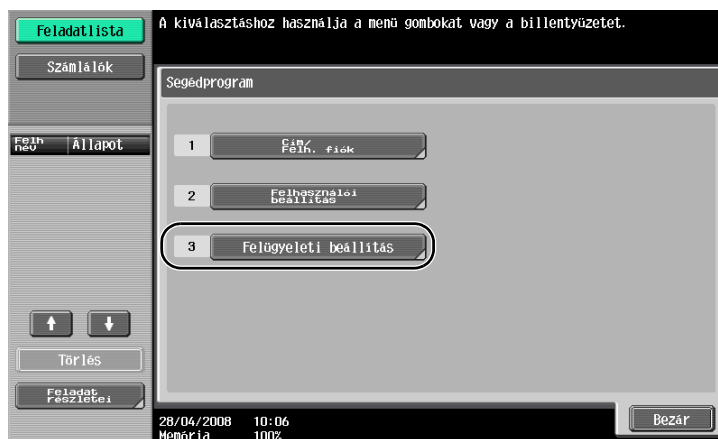 Feladatlista
Számlálók
Felh
név
Állapot
Törlés
Feladat
részletei
A kiválasztáshoz használja a menü gombokat vagy a billentyűzetet.
Segédprogram
1
Cím/
Felh. fiók
2
Felhasználói
beállítás
3
Felügyeleti beállítás
28/04/2008 10:06
Memória 100%
Bezár